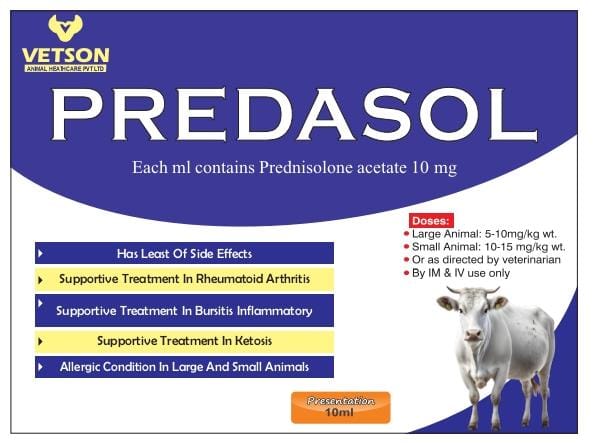 VETSON
ANIMAL HEATHCARE PVT LTD
PREDASOL
Each ml contains Prednisolone acetate 10 mg
Doses:
Large Animal: 5-10mg/kg wt.
Small Animal: 10-15 mg/kg wt.
Or as directed by veterinarian
By IM & IV use only
Has Least Of Side Effects
Supportive Treatment In Rheumatoid Arthritis
Supportive Treatment In Bursitis Inflammatory
Supportive Treatment In Ketosis
Allergic Condition In Large And Small Animals
Presentation
10ml